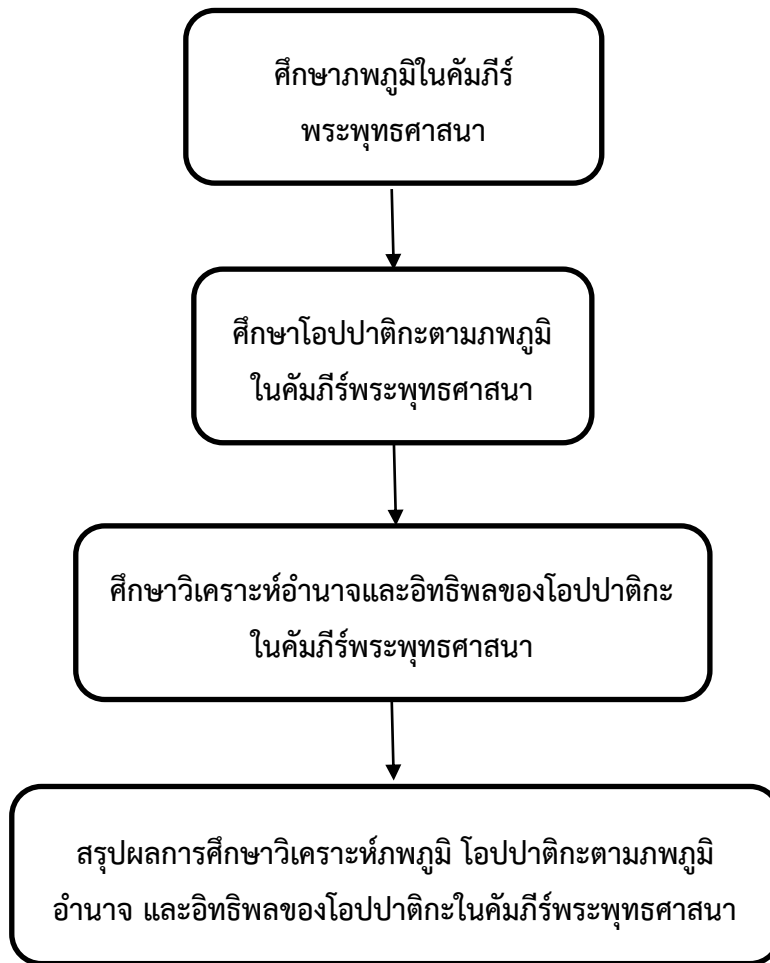 ศึกษาภพภูมิในคัมภีร์
พระพุทธศาสนา
ศึกษาโอปปาติกะตามภพภูมิ
ในคัมภีร์พระพุทธศาสนา
ศึกษาวิเคราะห์อำนาจและอิทธิพลของโอปปาติกะ
ในคัมภีร์พระพุทธศาสนา
สรุปผลการศึกษาวิเคราะห์ภพภูมิ โอปปาติกะตามภพภูมิ
อำนาจ และอิทธิพลของโอปปาติกะในคัมภีร์พระพุทธศาสนา